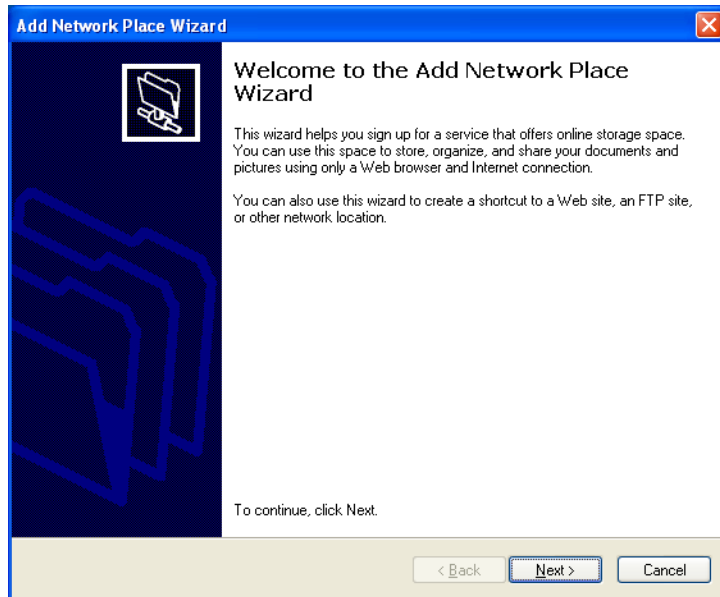 Add Network Place Wizard
Welcome to the Add Network Place
Wizard
This wizard helps you sign up for a service that offers online storage space.
You can use this space to store, organize, and share your documents and
pictures using only a Web browser and Internet connection.
You can also use this wizard to create a shortcut to a Web site, an FTP site,
or other network location.
To continue, click Next.
< Back
Next >
Cancel